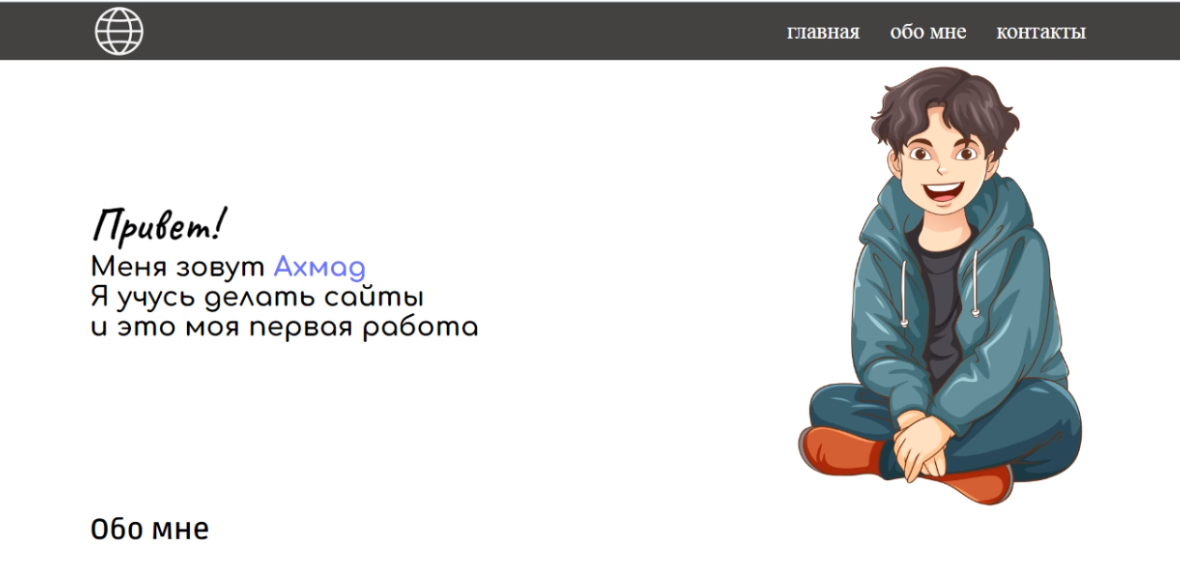 главная обо мне контакты
Привет!
Меня зовут Ахмад
Я учусь делать сайты
и это моя первая работа
Обо мне